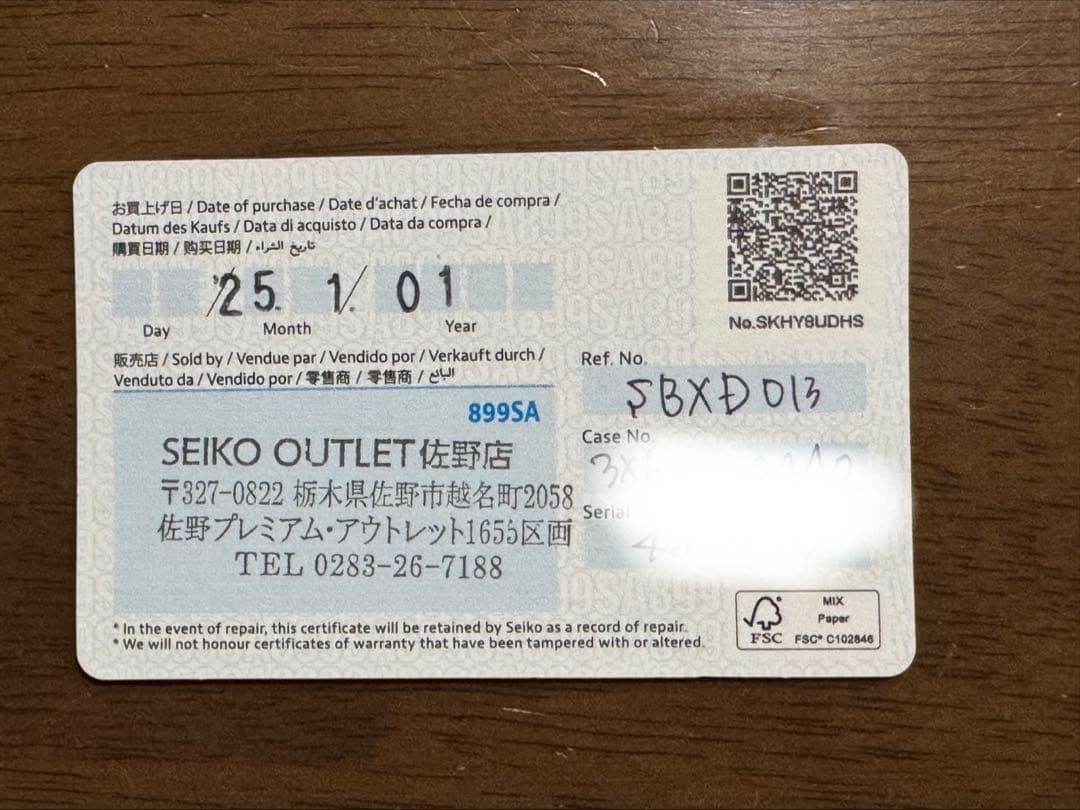 お買上げ日 / Date of purchase / Date d'achat / Fecha de compra /
Datum des Kaufs / Data di acquisto / Data da compra /
購買日期 / 购买日期 / تاريخ الشراء
'25. 1/. 01
Day Month Year
販売店 / Sold by / Vendue par / Vendido por / Verkauft durch /
Venduto da / Vendido por / 零售商 / 零售商 / البائع
899SA
SEIKO OUTLET佐野店
〒327-0822 栃木県佐野市越名町2058
佐野プレミアム・アウトレット1655区画
TEL 0283-26-7188
No.SKHY8UDHS
Ref. No.
SBXD013
Case No
Serial
* In the event of repair, this certificate will be retained by Seiko as a record of repair.
* We will not honour certificates of warranty that have been tampered with or altered.
FSC
MIX
Paper
FSC® C102846